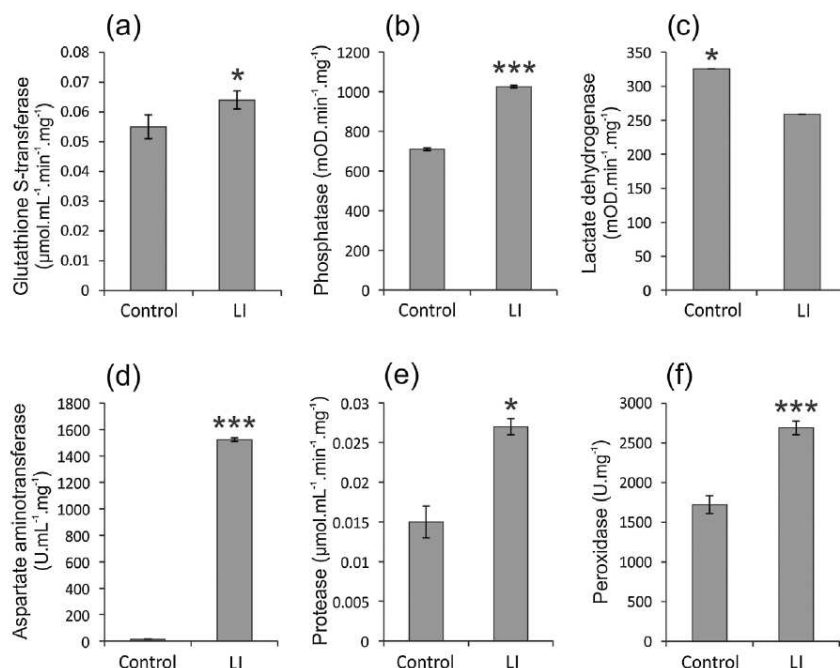 (a)
Glutathione S-transferase
(µmol.mL⁻¹.min⁻¹.mg⁻¹)
0.08
0.07
0.06
0.05
0.04
0.03
0.02
0.01
0
*
Control LI
(b)
Phosphatase (mOD.min⁻¹.mg⁻¹)
1200
1000
800
600
400
200
0
***
Control LI
(c)
Lactate dehydrogenase
(mOD.min⁻¹.mg⁻¹)
350
300
250
200
150
100
50
0
*
Control LI
(d)
Aspartate aminotransferase
(U.mL⁻¹.mg⁻¹)
1800
1600
1400
1200
1000
800
600
400
200
0
***
Control LI
(e)
Protease (µmol.mL⁻¹.min⁻¹.mg⁻¹)
0.03
0.025
0.02
0.015
0.01
0.005
0
*
Control LI
(f)
Peroxidase (U.mg⁻¹)
3000
2500
2000
1500
1000
500
0
***
Control LI